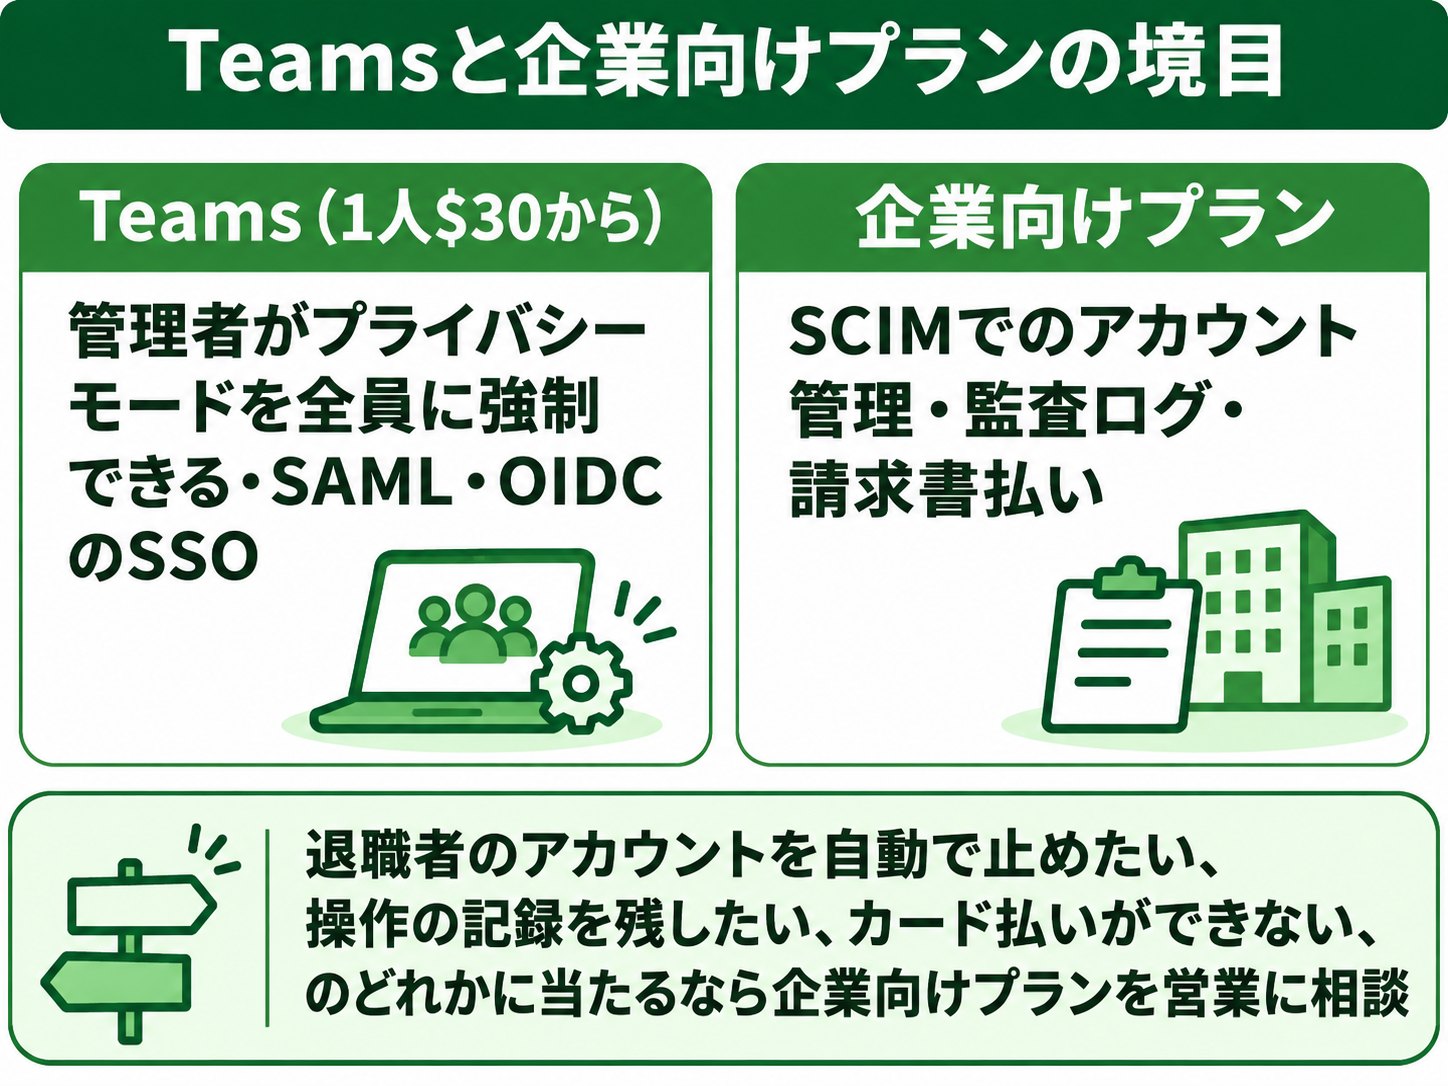 Teamsと企業向けプランの境目
Teams（1人$30から）
管理者がプライバシー
モードを全員に強制
できる・SAML・OIDC
のSSO
企業向けプラン
SCIMでのアカウント
管理・監査ログ・
請求書払い
退職者のアカウントを自動で止めたい、
操作の記録を残したい、カード払いができない、
のどれかに当たるなら企業向けプランを営業に相談